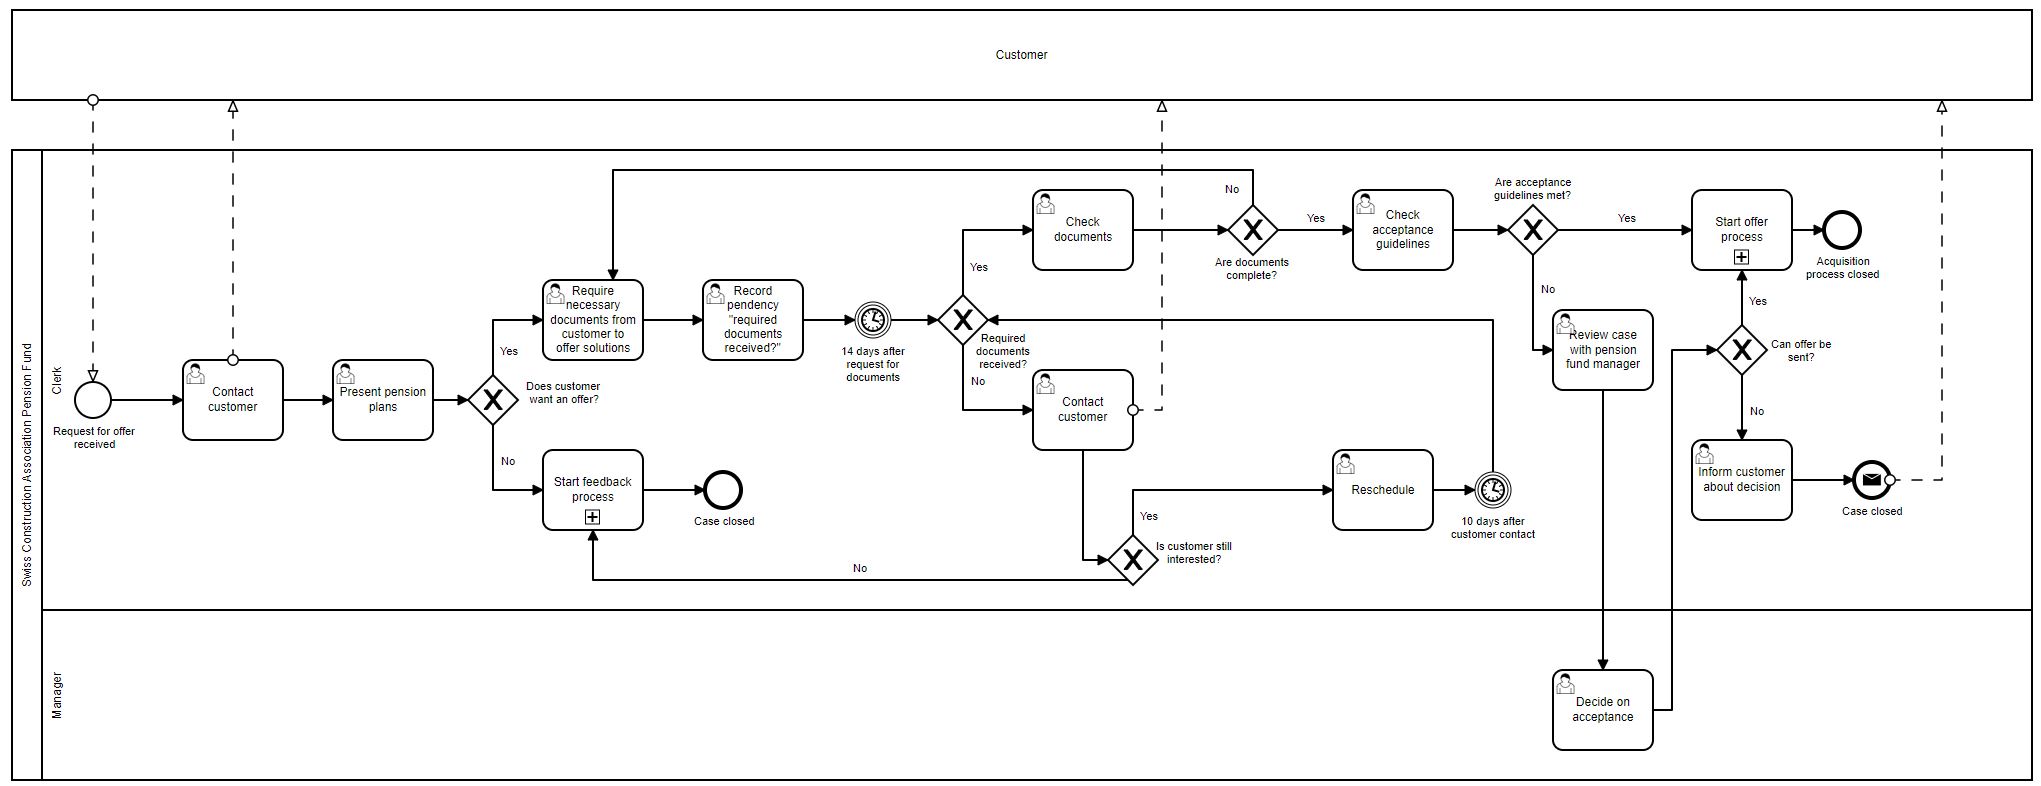 Customer
Swiss Construction Association Pension Fund
Clerk
Request for offer
received
Contact
customer
Present pension
plans
Does customer
want an offer?
Yes
No
Require
necessary
documents from
customer to
offer solutions
Record
pendency
"required
documents
received?"
14 days after
request for
documents
Start feedback
process
Case closed
Required
documents
received?
Yes
No
Check
documents
Contact
customer
Are documents
complete?
No
Yes
Check
acceptance
guidelines
Is customer still
interested?
Yes
No
Reschedule
10 days after
customer contact
Are acceptance
guidelines met?
Yes
No
Review case
with pension
fund manager
Start offer
process
Acquisition
process closed
Can offer be
sent?
Yes
No
Inform customer
about decision
Case closed
Manager
Decide on
acceptance